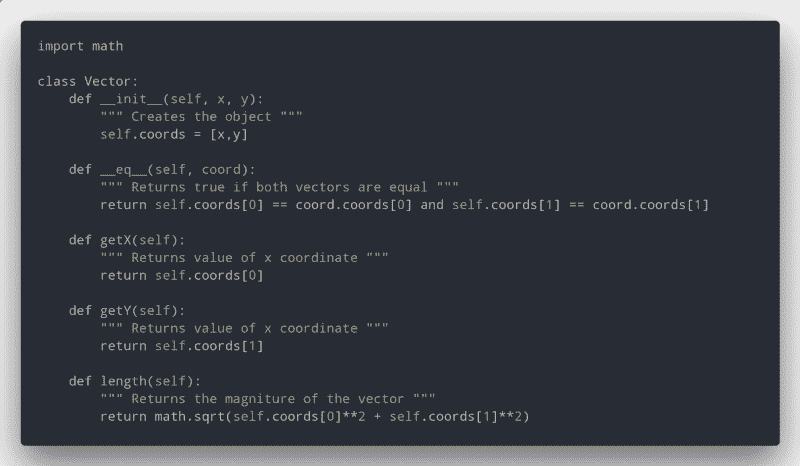 import math
class Vector:
def __init__(self, x, y):
""" Creates the object """
self.coords = [x,y]
def __eq__(self, coord):
""" Returns true if both vectors are equal """
return self.coords[0] == coord.coords[0] and self.coords[1] == coord.coords[1]
def getX(self):
""" Returns value of x coordinate """
return self.coords[0]
def getY(self):
""" Returns value of x coordinate """
return self.coords[1]
def length(self):
""" Returns the magniture of the vector """
return math.sqrt(self.coords[0]**2 + self.coords[1]**2)